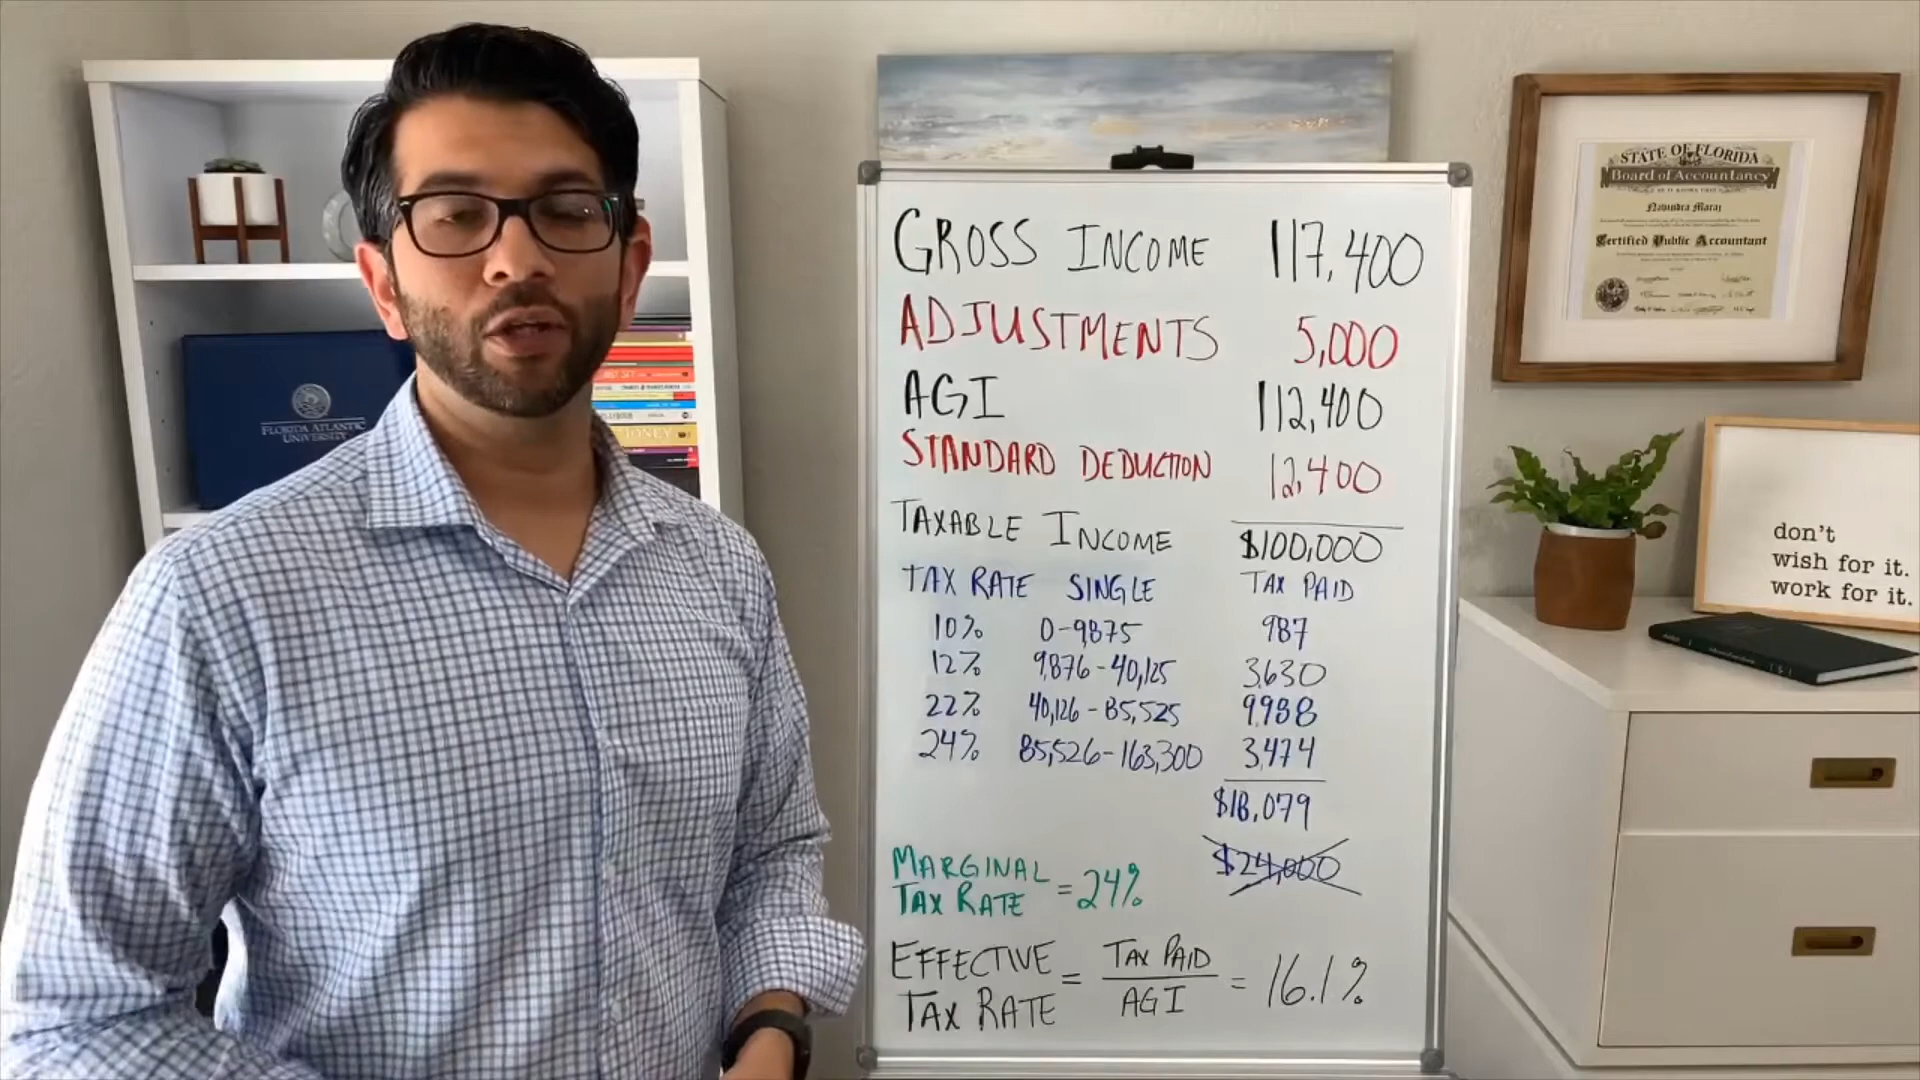 GROSS INCOME 117,400
ADJUSTMENTS 5,000
AGI 112,400
STANDARD DEDUCTION 12,400
TAXABLE INCOME $100,000
TAX RATE SINGLE TAX PAID
10% 0-9875 987
12% 9,876-40,125 3,630
22% 40,126-85,525 9,988
24% 85,526-163,300 3,474
$18,079
$24,000
MARGINAL
TAX RATE = 24%
EFFECTIVE
TAX RATE = TAX PAID
AGI = 16.1%
STATE OF FLORIDA
Board of Accountancy
Navindra Maraj
Certified Public Accountant
don't
wish for it.
work for it.
FLORIDA ATLANTIC
UNIVERSITY
MONEY